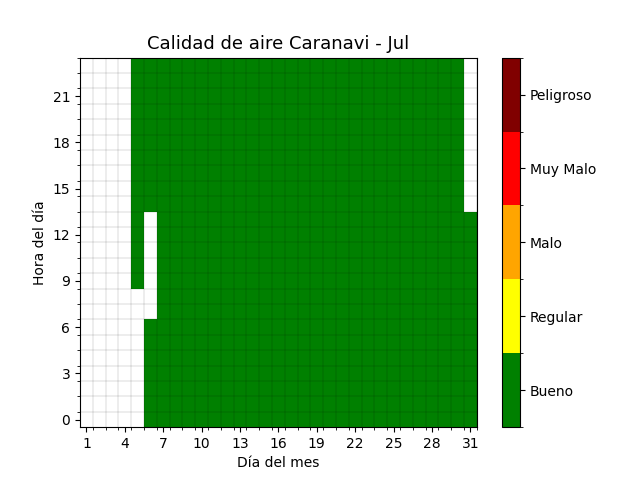 Calidad de aire Caranavi - Jul
Hora del día
21
18
15
12
9
6
3
0
1 4 7 10 13 16 19 22 25 28 31
Día del mes
Peligroso
Muy Malo
Malo
Regular
Bueno